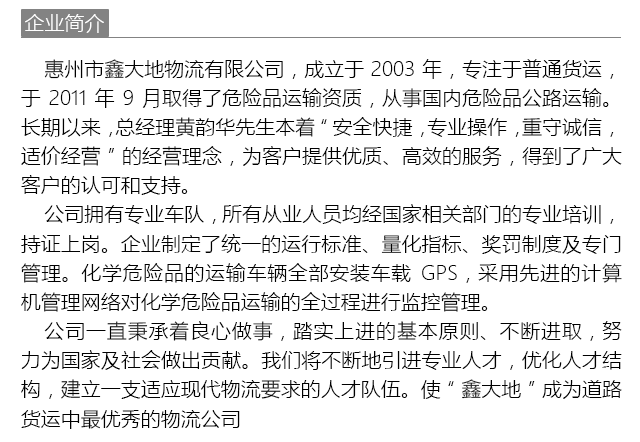 企业简介
惠州市鑫大地物流有限公司，成立于 2003 年，专注于普通货运，
于 2011 年 9 月取得了危险品运输资质，从事国内危险品公路运输。
长期以来，总经理黄韵华先生本着“安全快捷，专业操作，重守诚信，
适价经营”的经营理念，为客户提供优质、高效的服务，得到了广大
客户的认可和支持。
公司拥有专业车队，所有从业人员均经国家相关部门的专业培训，
持证上岗。企业制定了统一的运行标准、量化指标、奖罚制度及专门
管理。化学危险品的运输车辆全部安装车载 GPS，采用先进的计算
机管理网络对化学危险品运输的全过程进行监控管理。
公司一直秉承着良心做事，踏实上进的基本原则、不断进取，努
力为国家及社会做出贡献。我们将不断地引进专业人才，优化人才结
构，建立一支适应现代物流要求的人才队伍。使“鑫大地”成为道路
货运中最优秀的物流公司